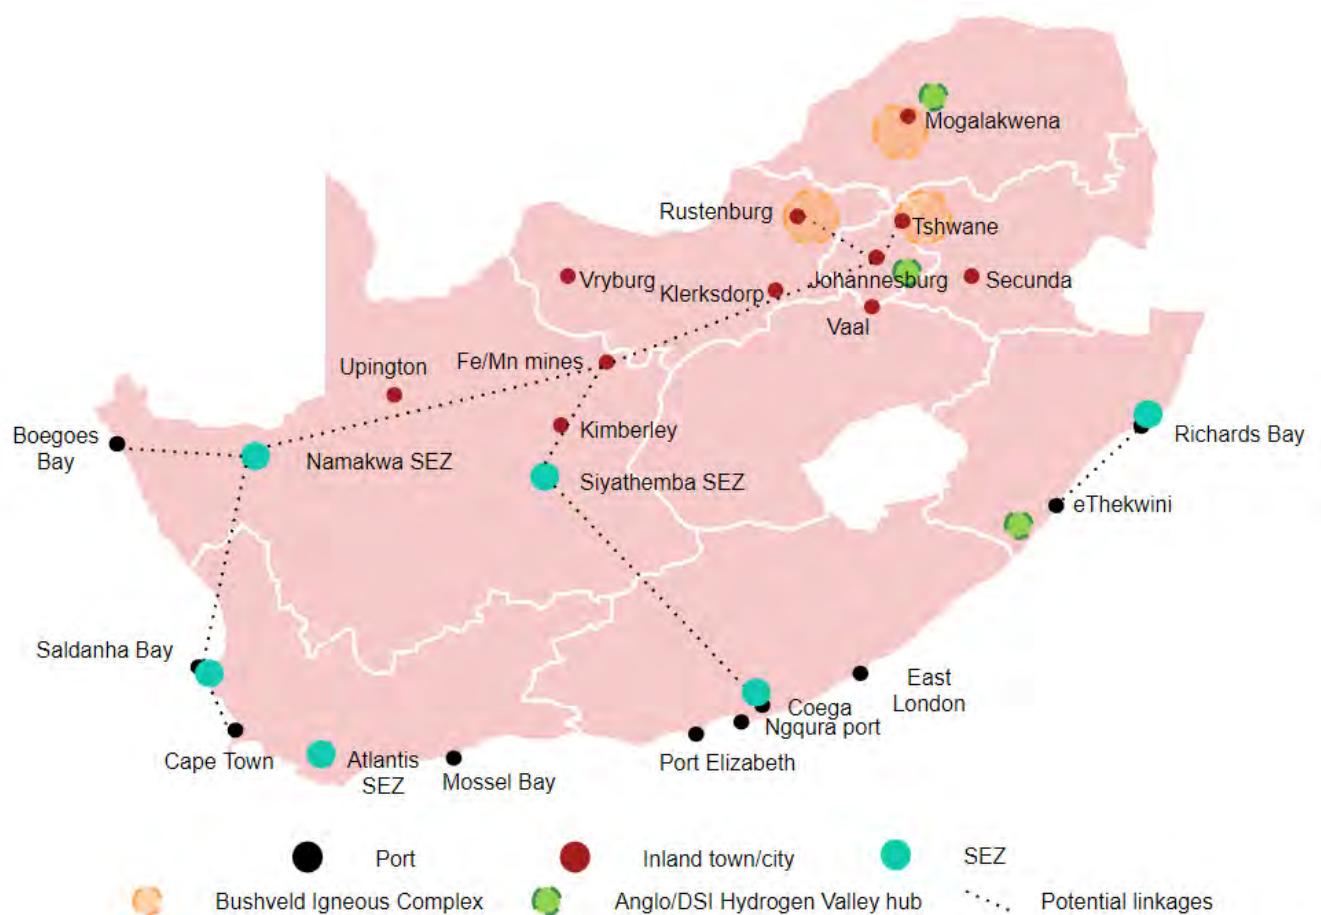 Mogalakwena
Rustenburg
Tshwane
Vryburg
Klerksdorp
Johannesburg
Secunda
Vaal
Fe/Mn mines
Upington
Boegoes
Bay
Kimberley
Namakwa SEZ
Siyathemba SEZ
Richards Bay
eThekwini
Saldanha Bay
East
London
Coega
Ngqura port
Cape Town
Atlantis
SEZ
Port Elizabeth
Mossel Bay
Port
Inland town/city
SEZ
Bushveld Igneous Complex
Anglo/DSI Hydrogen Valley hub
Potential linkages